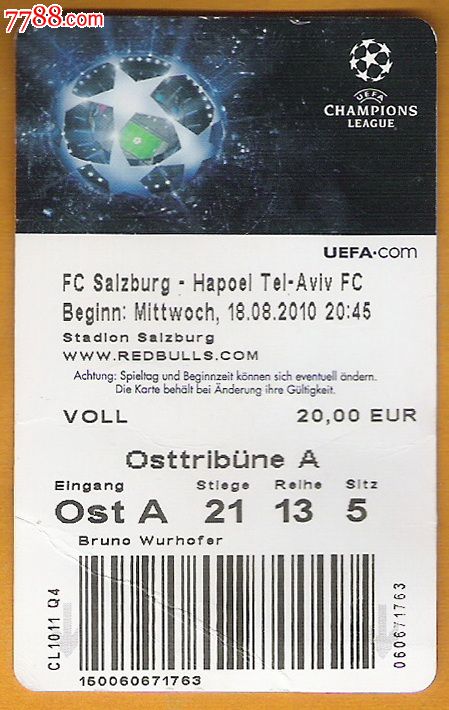 7788.com
UEFA
CHAMPIONS
LEAGUE
UEFA.com
FC Salzburg - Hapoel Tel-Aviv FC
Beginn: Mittwoch, 18.08.2010 20:45
Stadion Salzburg
WWW.REDBULLS.COM
Achtung: Spieltag und Beginnzeit können sich eventuell ändern.
Die Karte behält bei Änderung ihre Gültigkeit.
VOLL 20,00 EUR
Osttribüne A
Eingang Stiege Reihe Sitz
Ost A 21 13 5
Bruno Wurhofer
CL1011 Q4
060671763
150060671763